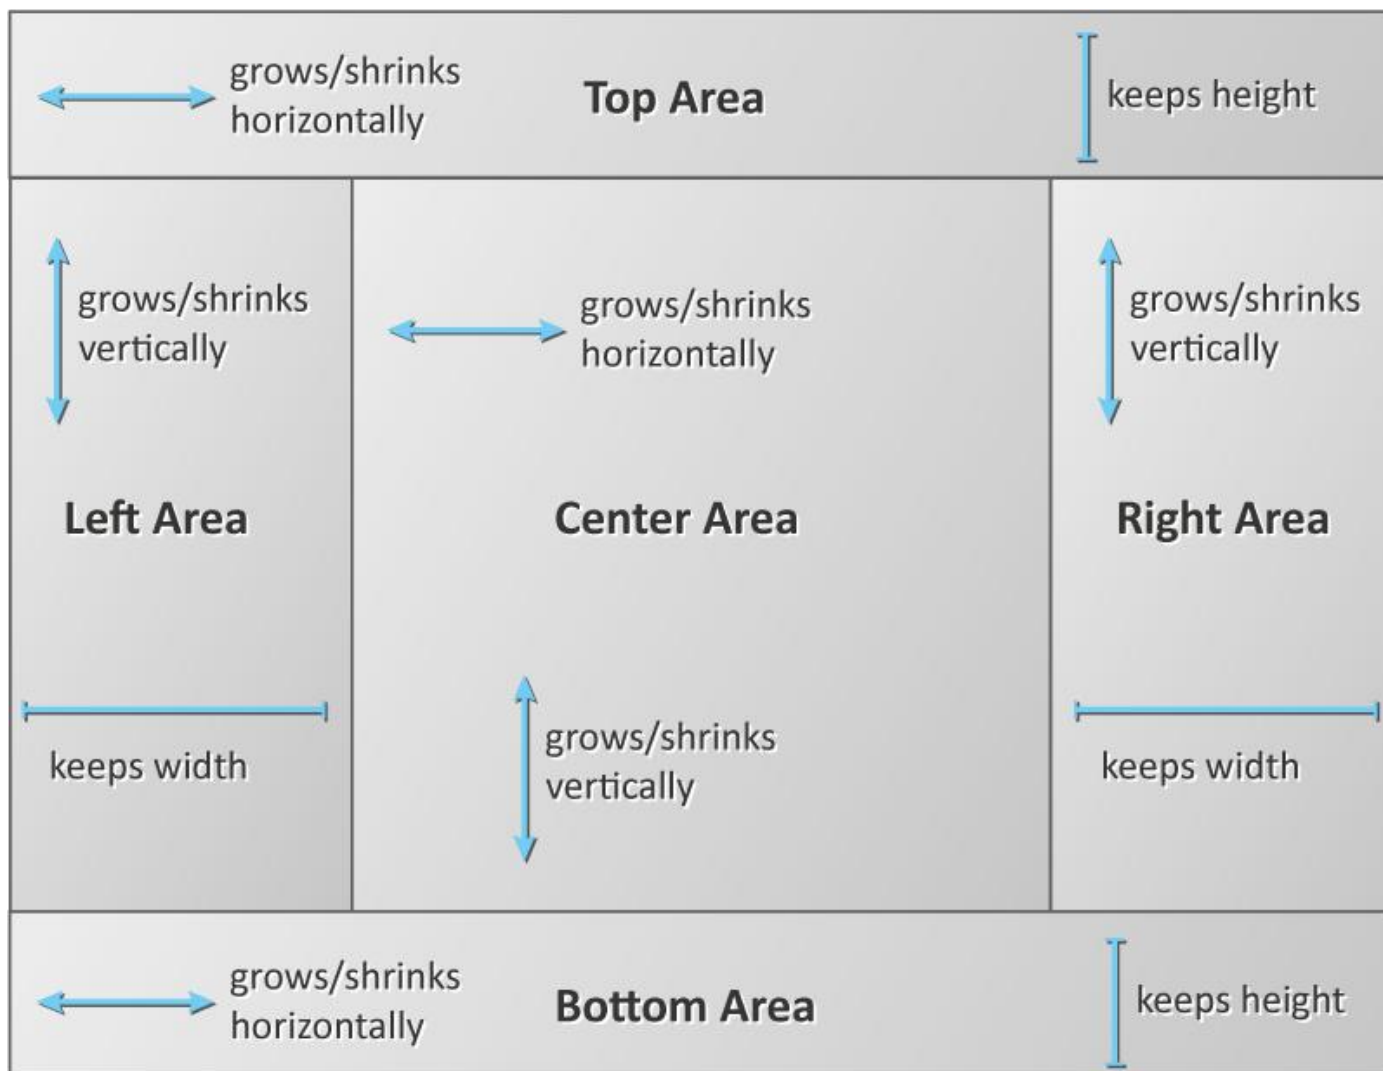 grows/shrinks
horizontally
Top Area
keeps height
grows/shrinks
vertically
Left Area
keeps width
grows/shrinks
horizontally
Center Area
grows/shrinks
vertically
grows/shrinks
vertically
Right Area
keeps width
grows/shrinks
horizontally
Bottom Area
keeps height